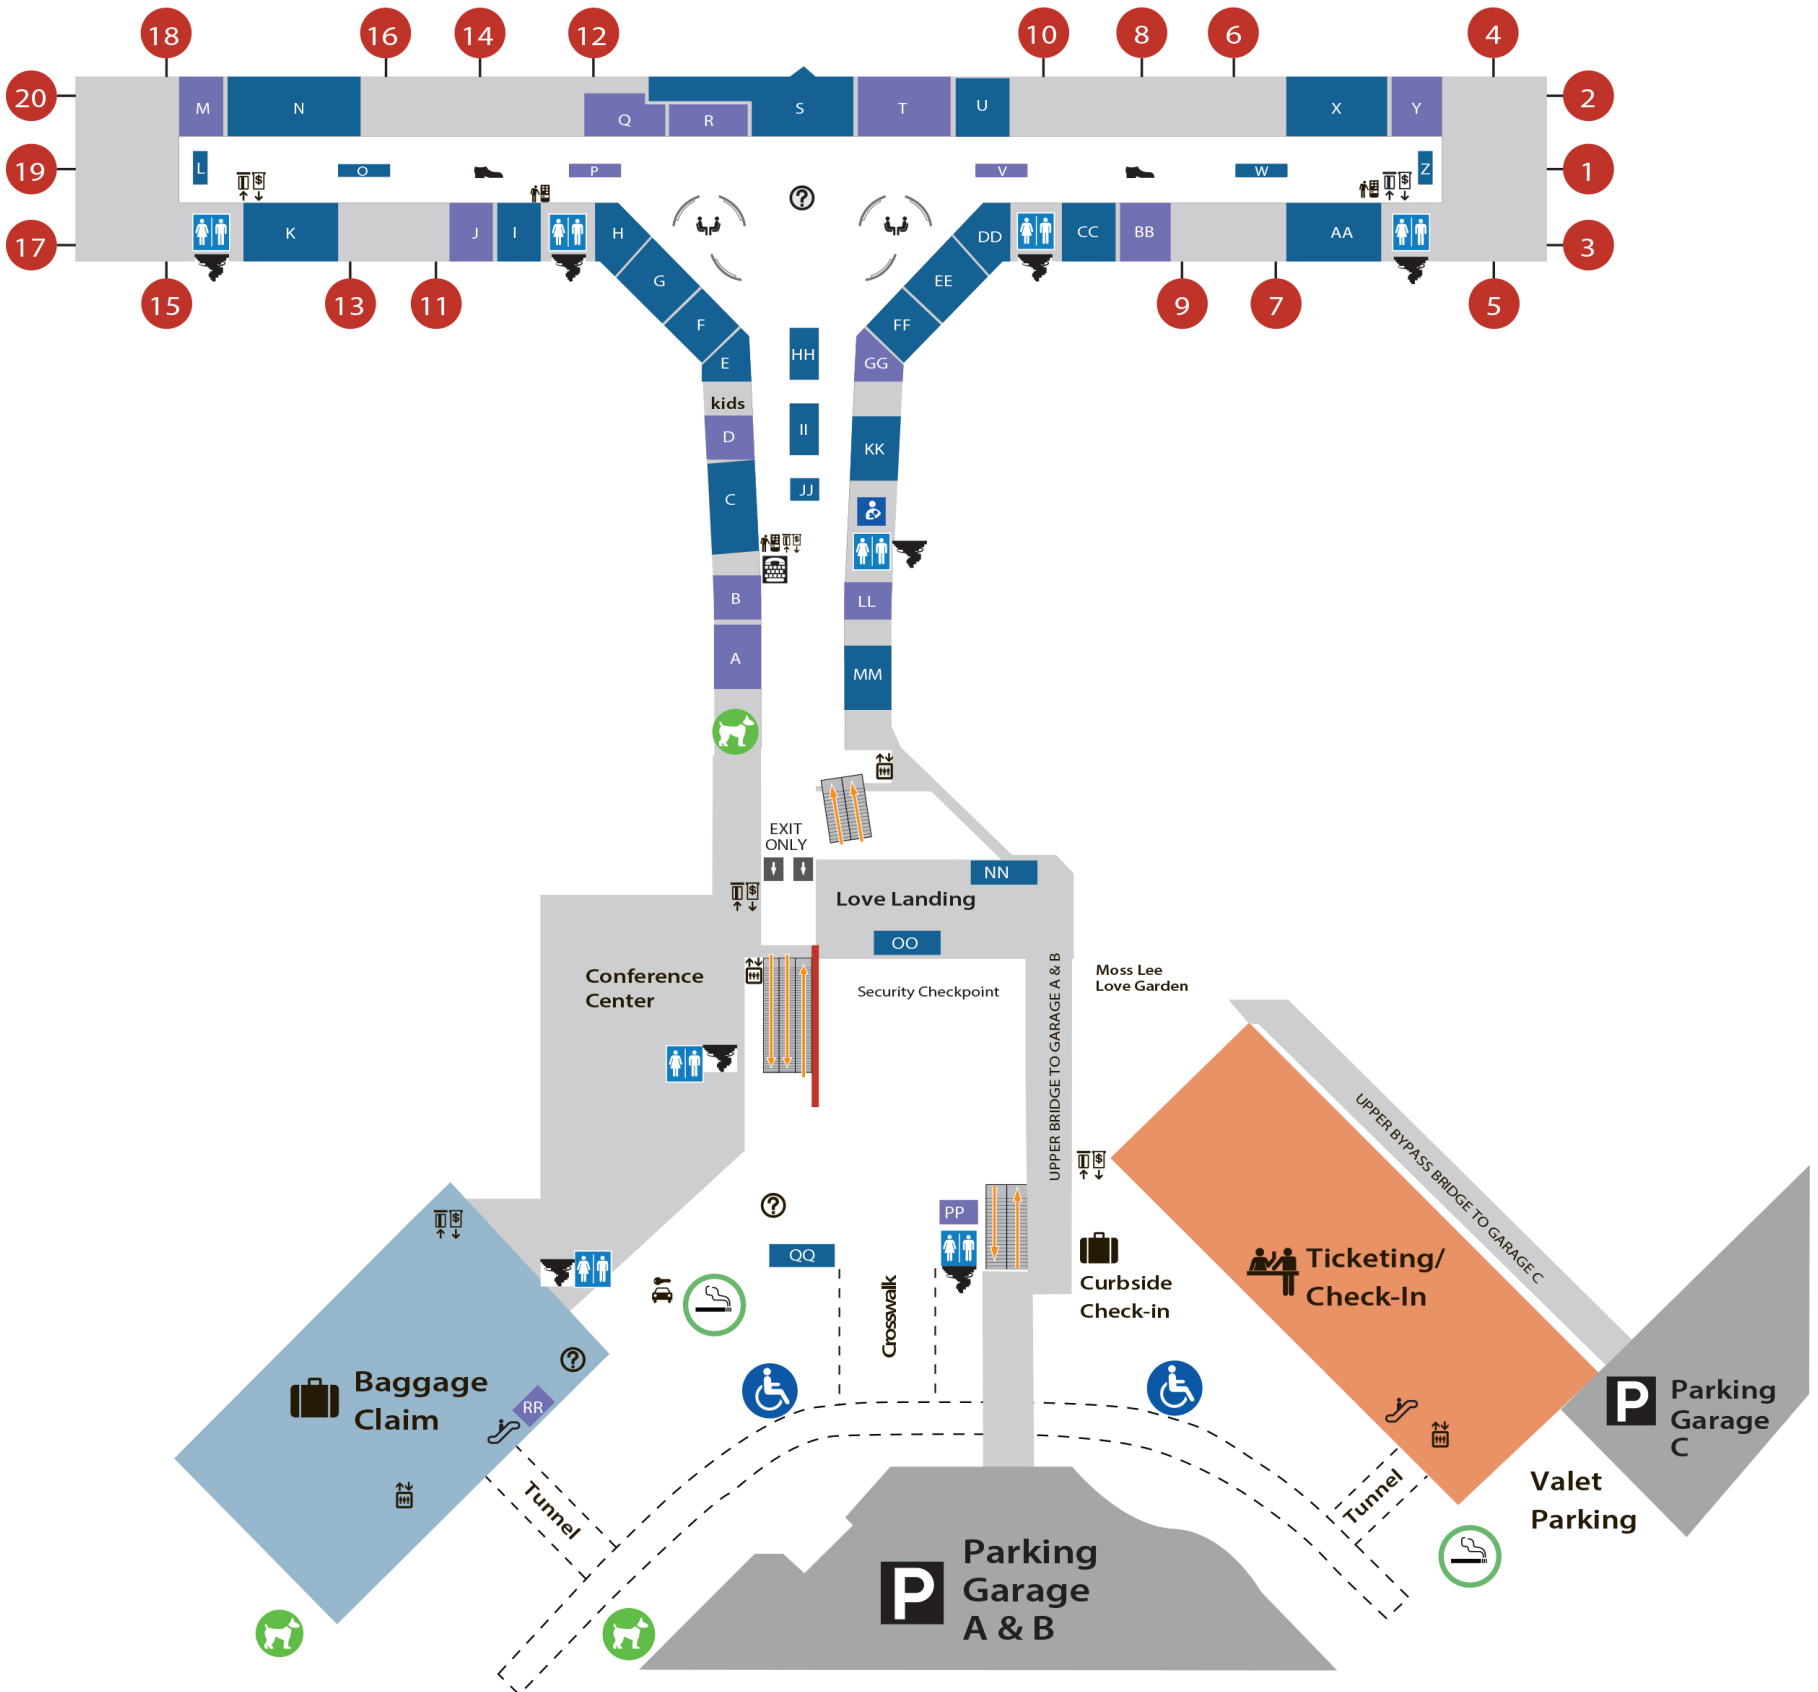 18
16
14
12
10
8
6
4
20
M
N
Q
R
S
T
U
X
Y
2
19
L
$
O
P
V
W
$
Z
1
17
K
J
I
H
DD
CC
BB
AA
3
15
13
11
G
EE
9
7
5
F
FF
E
HH
GG
kids
D
II
KK
C
JJ
$
B
LL
A
MM
EXIT
ONLY
NN
$
Love Landing
OO
Conference
Center
Security Checkpoint
Moss Lee
Love Garden
UPPER BRIDGE TO GARAGE A & B
UPPER BYPASS BRIDGE TO GARAGE C
$
$
?
PP
QQ
Curbside
Check-in
Ticketing/
Check-In
Crosswalk
?
?
Baggage
Claim
RR
P
Parking
Garage
C
Tunnel
Tunnel
Valet
Parking
P
Parking
Garage
A & B